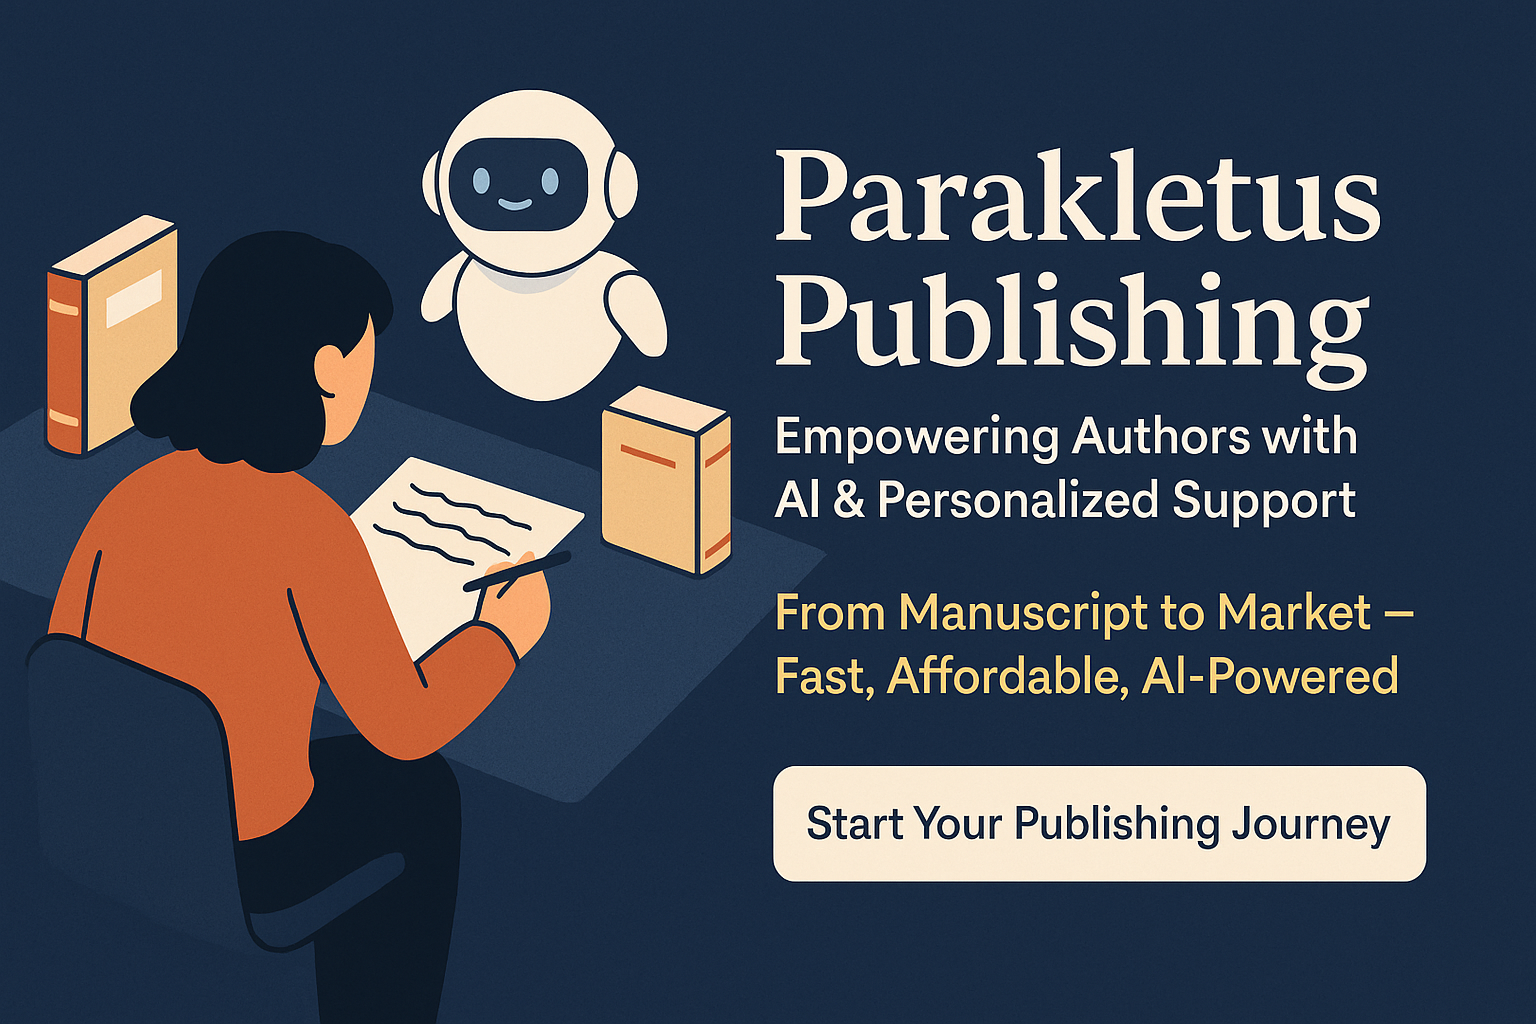 Parakletus
Publishing
Empowering Authors with
AI & Personalized Support
From Manuscript to Market –
Fast, Affordable, AI-Powered
Start Your Publishing Journey